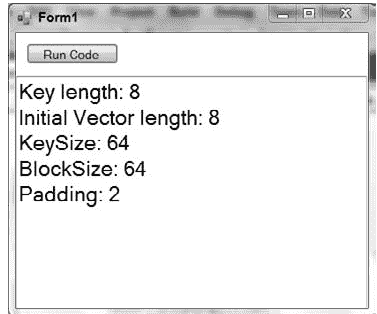 Form1
Run Code
Key length: 8
Initial Vector length: 8
KeySize: 64
BlockSize: 64
Padding: 2